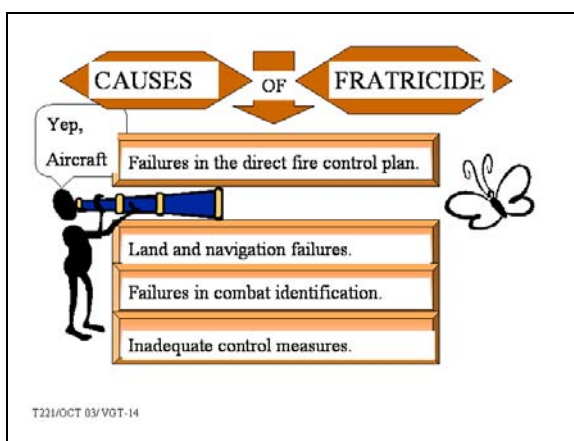 CAUSES OF FRATRICIDE
Yep,
Aircraft
Failures in the direct fire control plan.
Land and navigation failures.
Failures in combat identification.
Inadequate control measures.
T221/OCT 03/ VGT-14